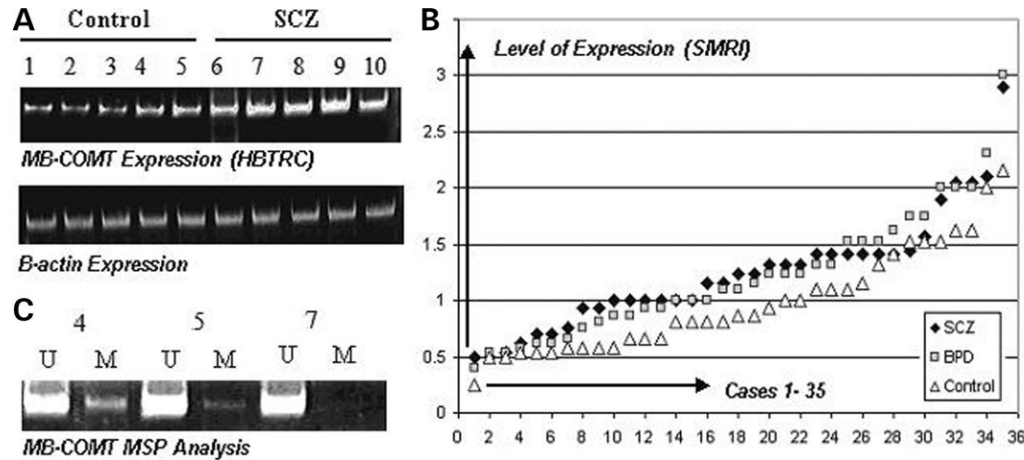 A
Control SCZ
1 2 3 4 5 6 7 8 9 10
MB-COMT Expression (HBTRC)
B-actin Expression
C
4 5 7
U M U M U M
MB-COMT MSP Analysis
B
Level of Expression (SMRI)
3
2.5
2
1.5
1
0.5
0
SCZ
BPD
Control
Cases 1- 35
0 2 4 6 8 10 12 14 16 18 20 22 24 26 28 30 32 34 36